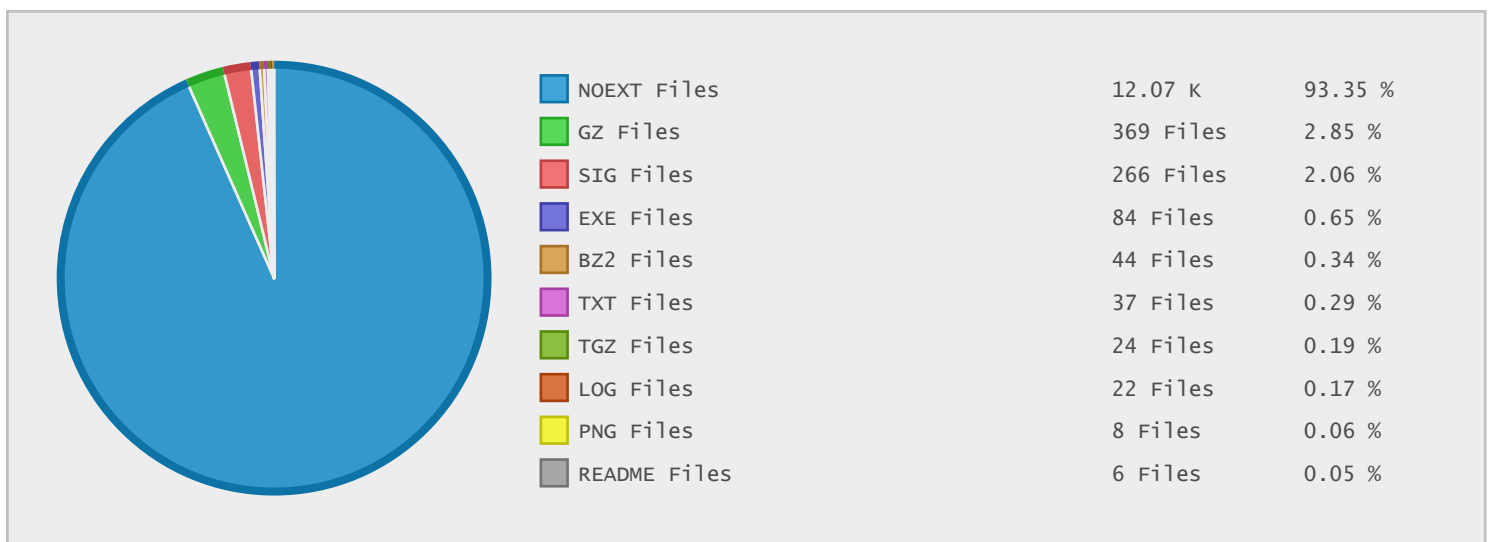 NOEXT Files 12.07 K 93.35 %
GZ Files 369 Files 2.85 %
SIG Files 266 Files 2.06 %
EXE Files 84 Files 0.65 %
BZ2 Files 44 Files 0.34 %
TXT Files 37 Files 0.29 %
TGZ Files 24 Files 0.19 %
LOG Files 22 Files 0.17 %
PNG Files 8 Files 0.06 %
README Files 6 Files 0.05 %